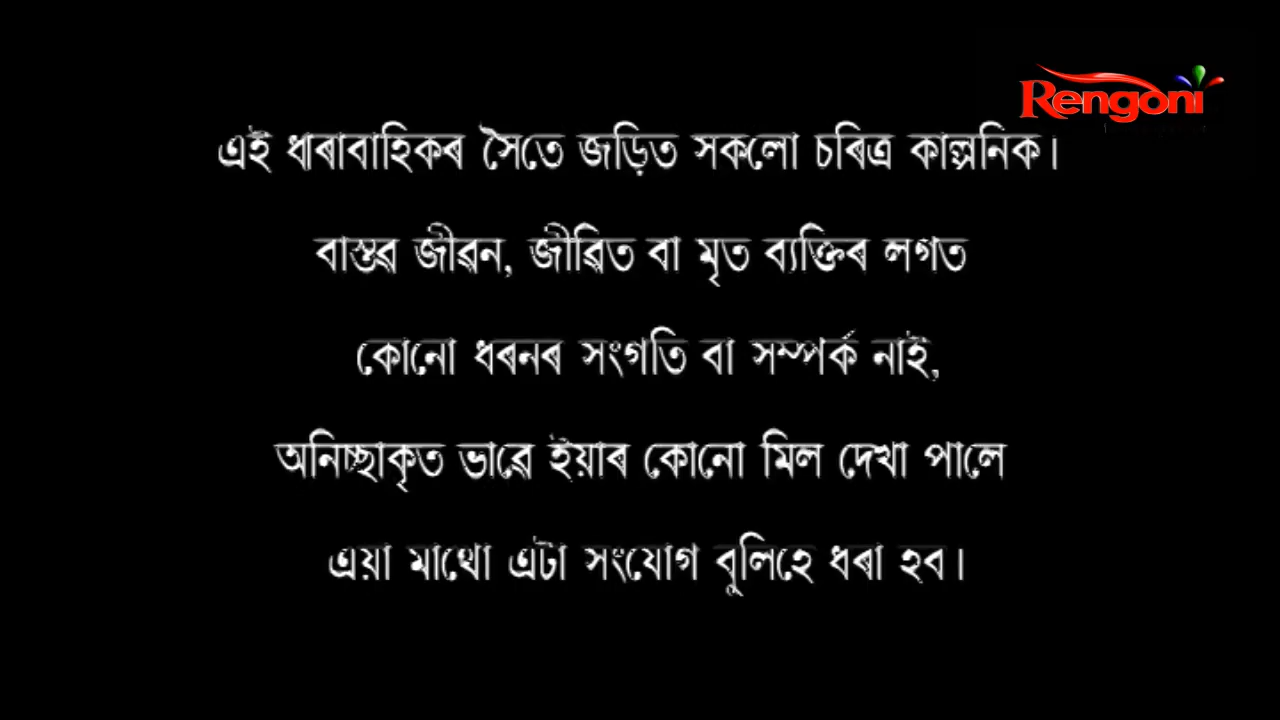 Rengoni
এই ধাৰাবাহিকৰ সৈতে জড়িত সকলো চৰিত্ৰ কাল্পনিক।
বাস্তৱ জীৱন, জীৱিত বা মৃত ব্যক্তিৰ লগত
কোনো ধৰনৰ সংগতি বা সম্পৰ্ক নাই,
অনিচ্ছাকৃত ভাৱে ইয়াৰ কোনো মিল দেখা পালে
এয়া মাথো এটা সংযোগ বুলিহে ধৰা হব।